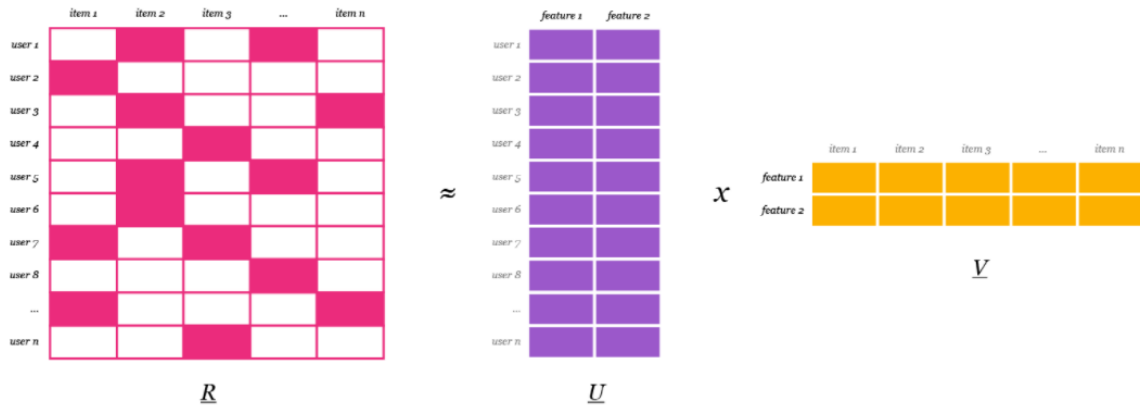 item 1 item 2 item 3 ... item n
user 1
user 2
user 3
user 4
user 5
user 6
user 7
user 8
...
user n
R
≈
feature 1 feature 2
user 1
user 2
user 3
user 4
user 5
user 6
user 7
user 8
...
user n
U
x
item 1 item 2 item 3 ... item n
feature 1
feature 2
V